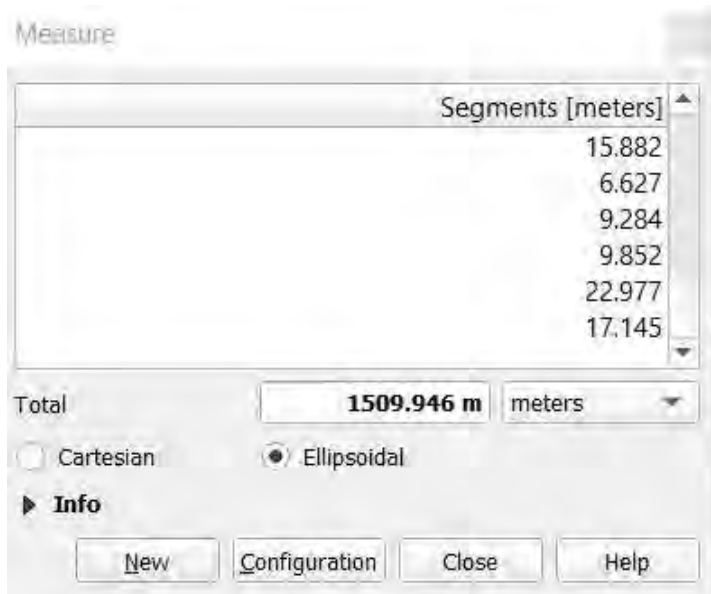 Measure
Segments [meters]
15.882
6.627
9.284
9.852
22.977
17.145
Total 1509.946 m meters
Cartesian Ellipsoidal
Info
New Configuration Close Help